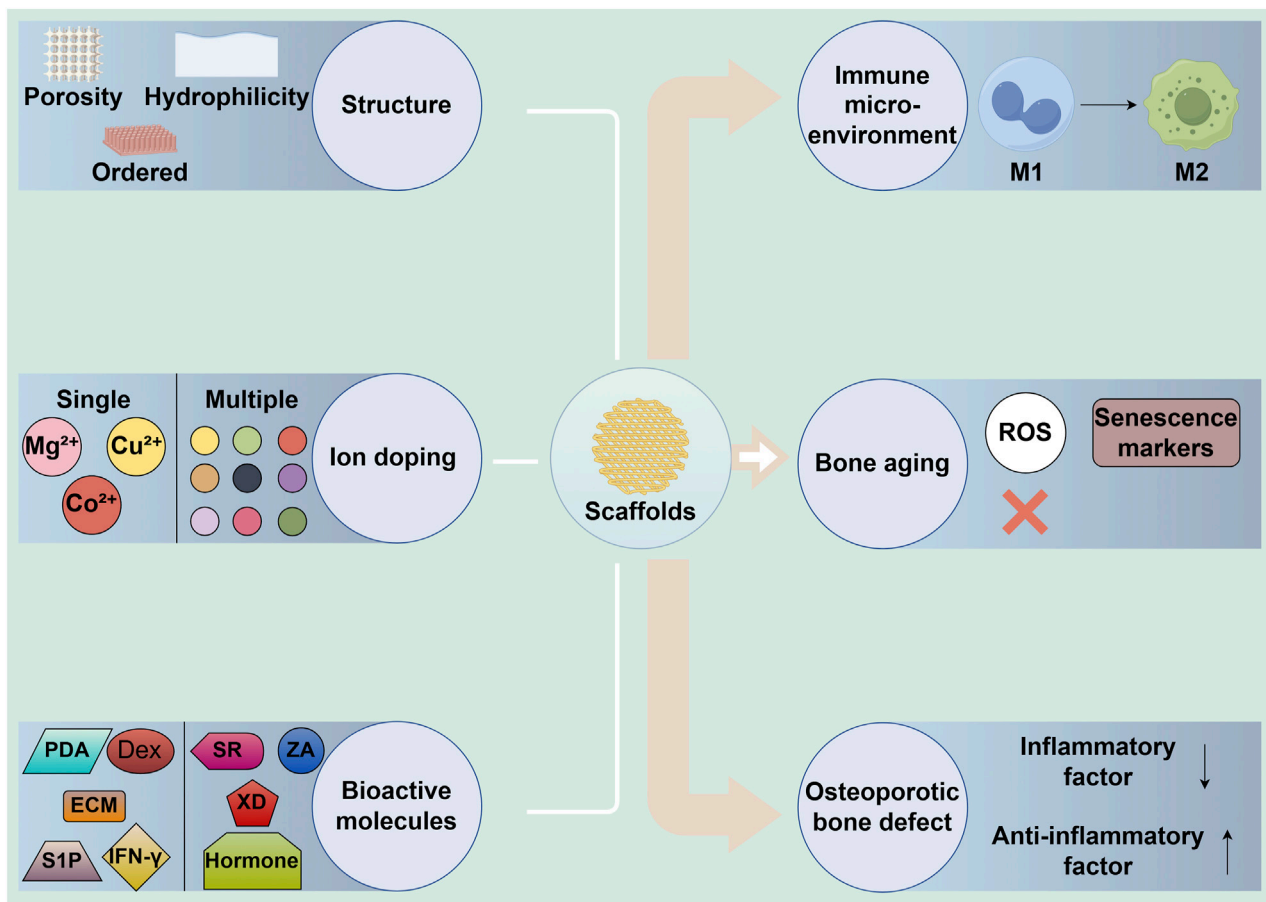 Porosity
Hydrophilicity
Ordered
Structure
Immune
micro-
environment
M1
M2
Single
Mg²⁺
Cu²⁺
Co²⁺
Multiple
Ion doping
Scaffolds
Bone aging
ROS
Senescence
markers
PDA
Dex
ECM
S1P
IFN-γ
SR
ZA
XD
Hormone
Bioactive
molecules
Osteoporotic
bone defect
Inflammatory
factor
Anti-inflammatory
factor